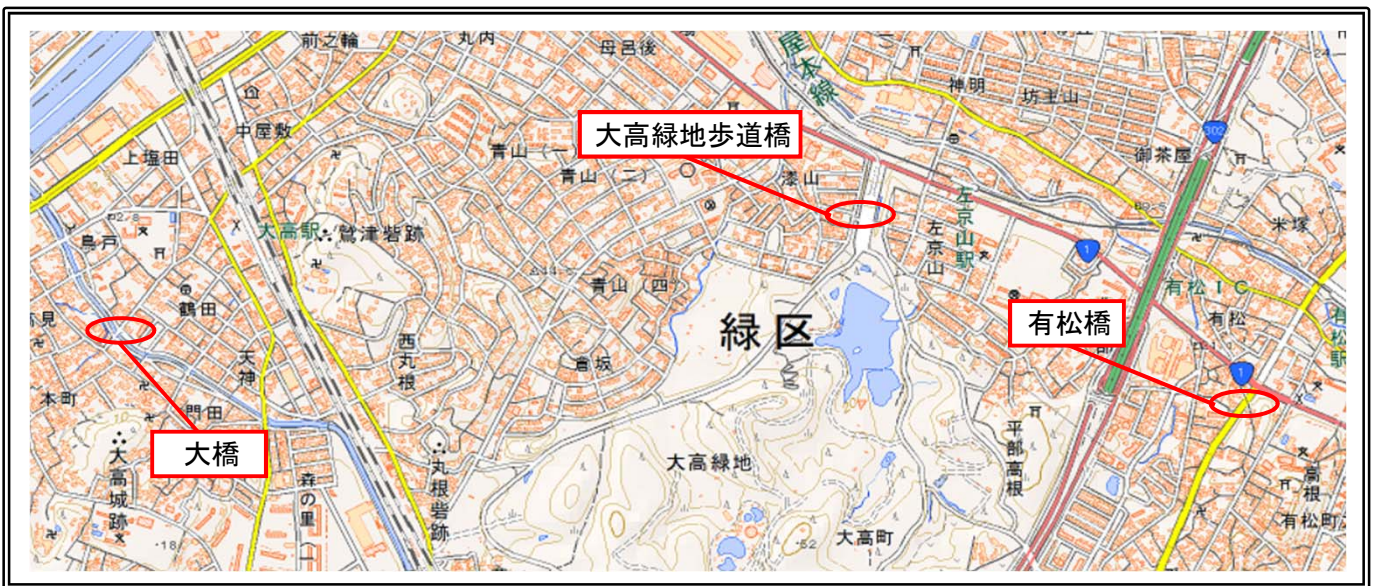 前之輪
丸内
母呂後
屋本線
神明
坊主山
24
中屋敷
上塩田
大高緑地歩道橋
302
御茶屋
青山(一)
青山(二)
漆山
米塚
鳥戸
大高駅
鷲津砦跡
左京山
左京山駅
1
青山(四)
有松IC
鶴田
緑区
有松橋
有松
有松駅
西丸根
倉坂
天神
1
本町
門田
大橋
大高城跡
丸根砦跡
大高緑地
平部高根
森の里
高根
有松町
18
52
大高町